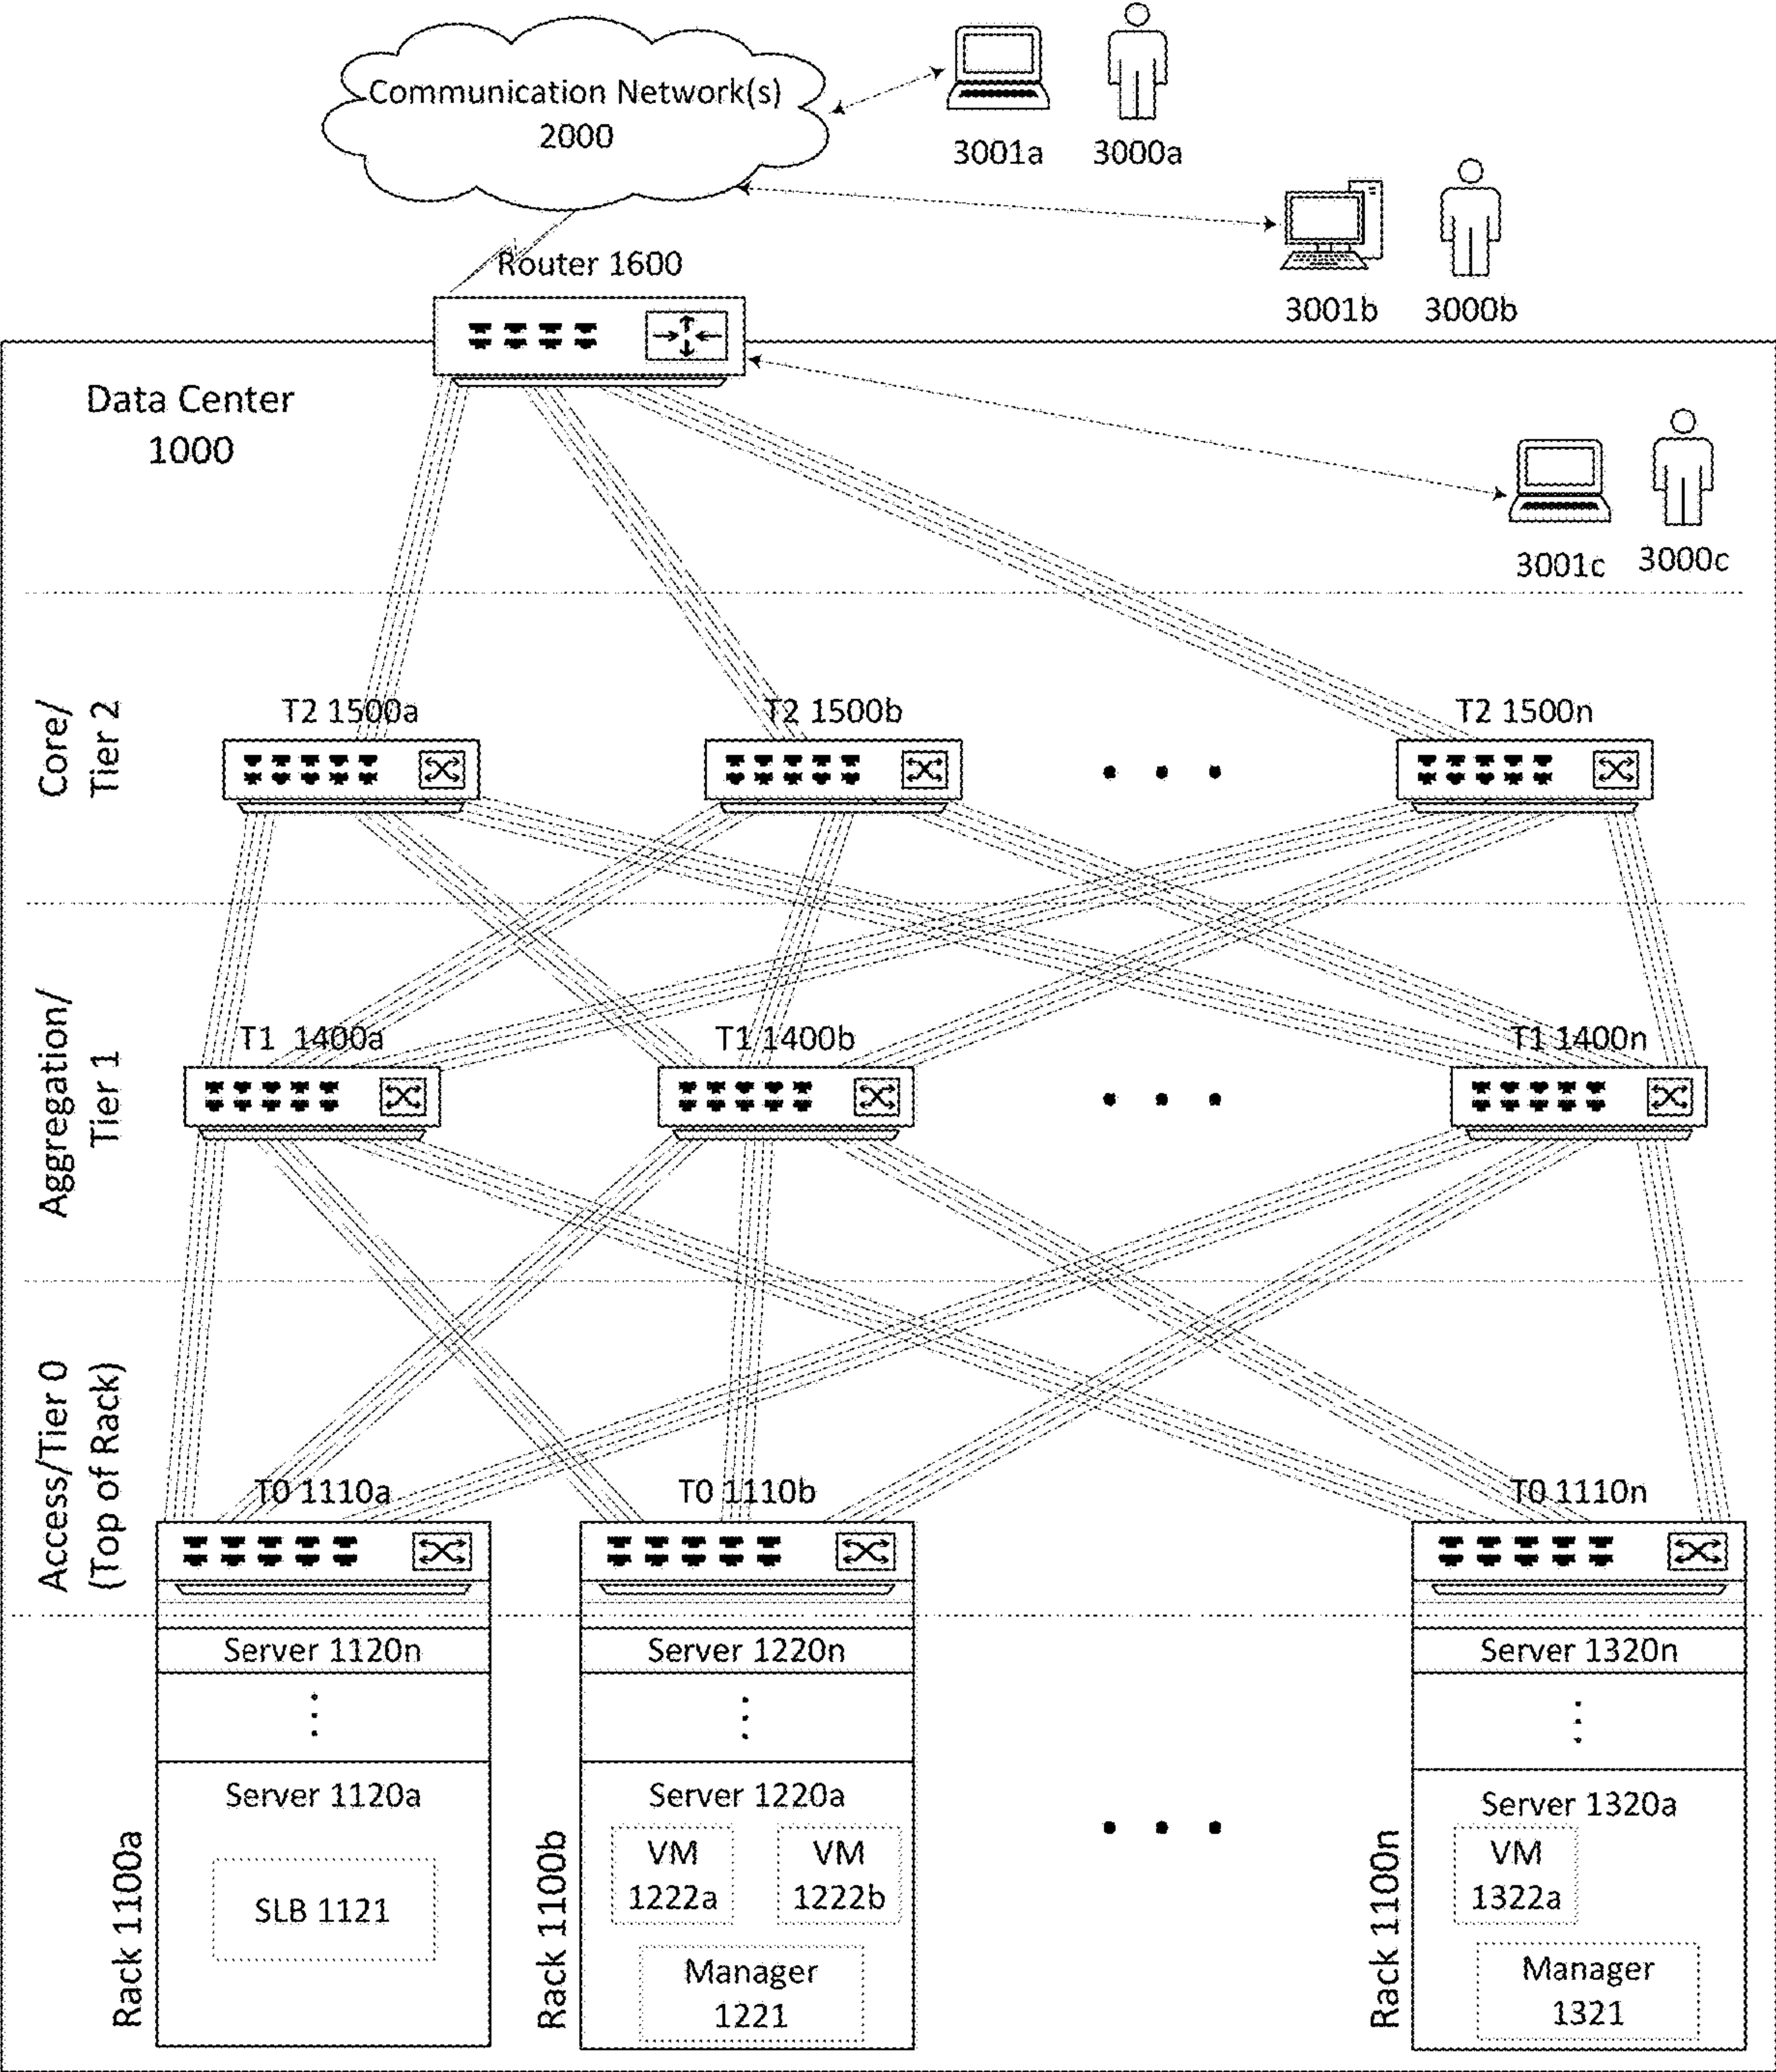 Communication Network(s)
2000
3001a
3000a
Router 1600
3001b
3000b
Data Center
1000
3001c
3000c
Core/
Tier 2
T2 1500a
T2 1500b
T2 1500n
Aggregation/
Tier 1
T1 1400a
T1 1400b
T1 1400n
Access/Tier 0
(Top of Rack)
T0 1110a
T0 1110b
T0 1110n
Rack 1100a
Server 1120n
Server 1120a
SLB 1121
Rack 1100b
Server 1220n
Server 1220a
VM
1222a
VM
1222b
Manager
1221
Rack 1100n
Server 1320n
Server 1320a
VM
1322a
Manager
1321